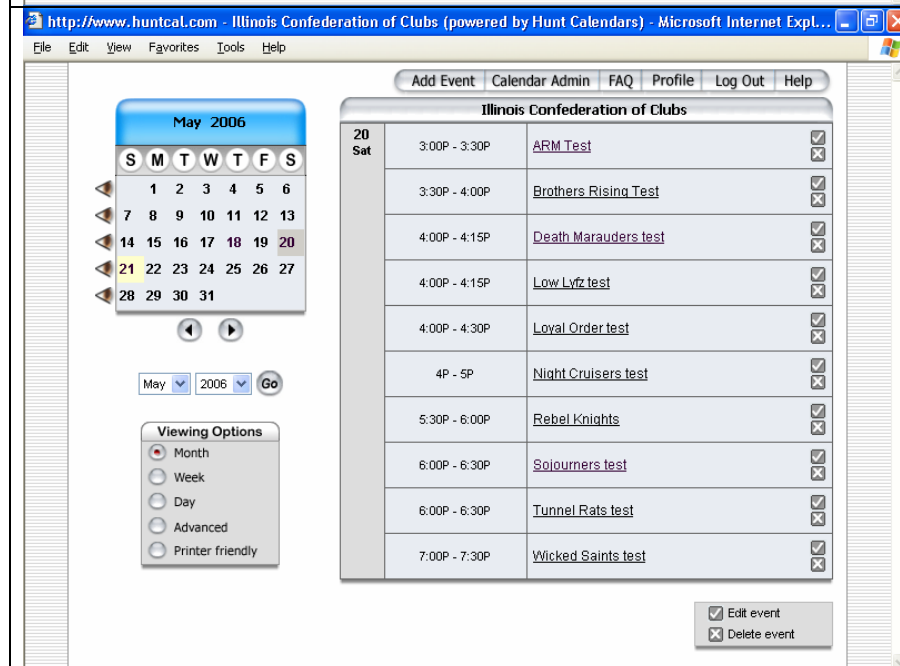 http://www.huntcal.com - Illinois Confederation of Clubs (powered by Hunt Calendars) - Microsoft Internet Expl...
File Edit View Favorites Tools Help
Add Event Calendar Admin FAQ Profile Log Out Help
May 2006
S M T W T F S
1 2 3 4 5 6
7 8 9 10 11 12 13
14 15 16 17 18 19 20
21 22 23 24 25 26 27
28 29 30 31
May 2006 Go
Viewing Options
Month
Week
Day
Advanced
Printer friendly
Illinois Confederation of Clubs
20
Sat
3:00P - 3:30P ARM Test
3:30P - 4:00P Brothers Rising Test
4:00P - 4:15P Death Marauders test
4:00P - 4:15P Low Lyfz test
4:00P - 4:30P Loyal Order test
4P - 5P Night Cruisers test
5:30P - 6:00P Rebel Knights
6:00P - 6:30P Sojourners test
6:00P - 6:30P Tunnel Rats test
7:00P - 7:30P Wicked Saints test
Edit event
Delete event